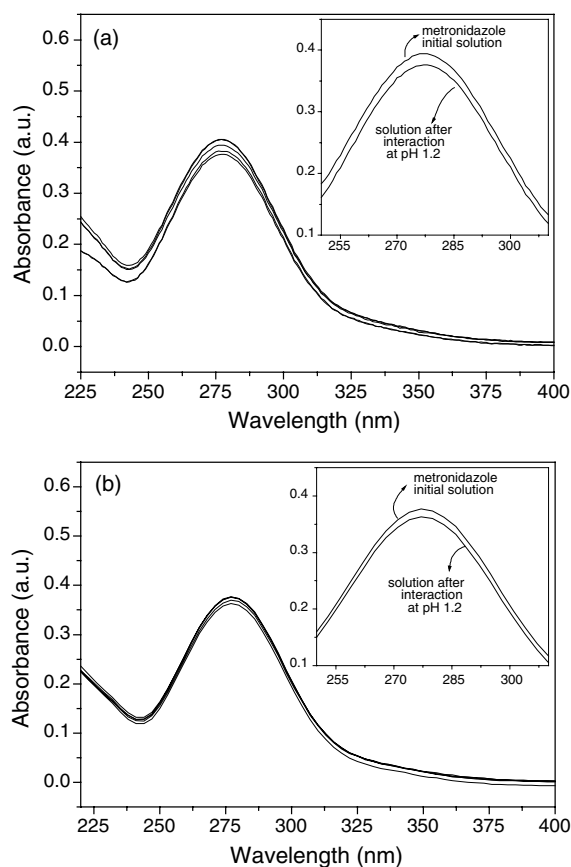 (a)
0.6
0.5
0.4
0.3
0.2
0.1
0.0
Absorbance (a.u.)
225 250 275 300 325 350 375 400
Wavelength (nm)
0.4
0.3
0.2
0.1
metronidazole
initial solution
solution after
interaction
at pH 1.2
255 270 285 300
(b)
0.6
0.5
0.4
0.3
0.2
0.1
0.0
Absorbance (a.u.)
225 250 275 300 325 350 375 400
Wavelength (nm)
0.4
0.3
0.2
0.1
metronidazole
initial solution
solution after
interaction
at pH 1.2
255 270 285 300